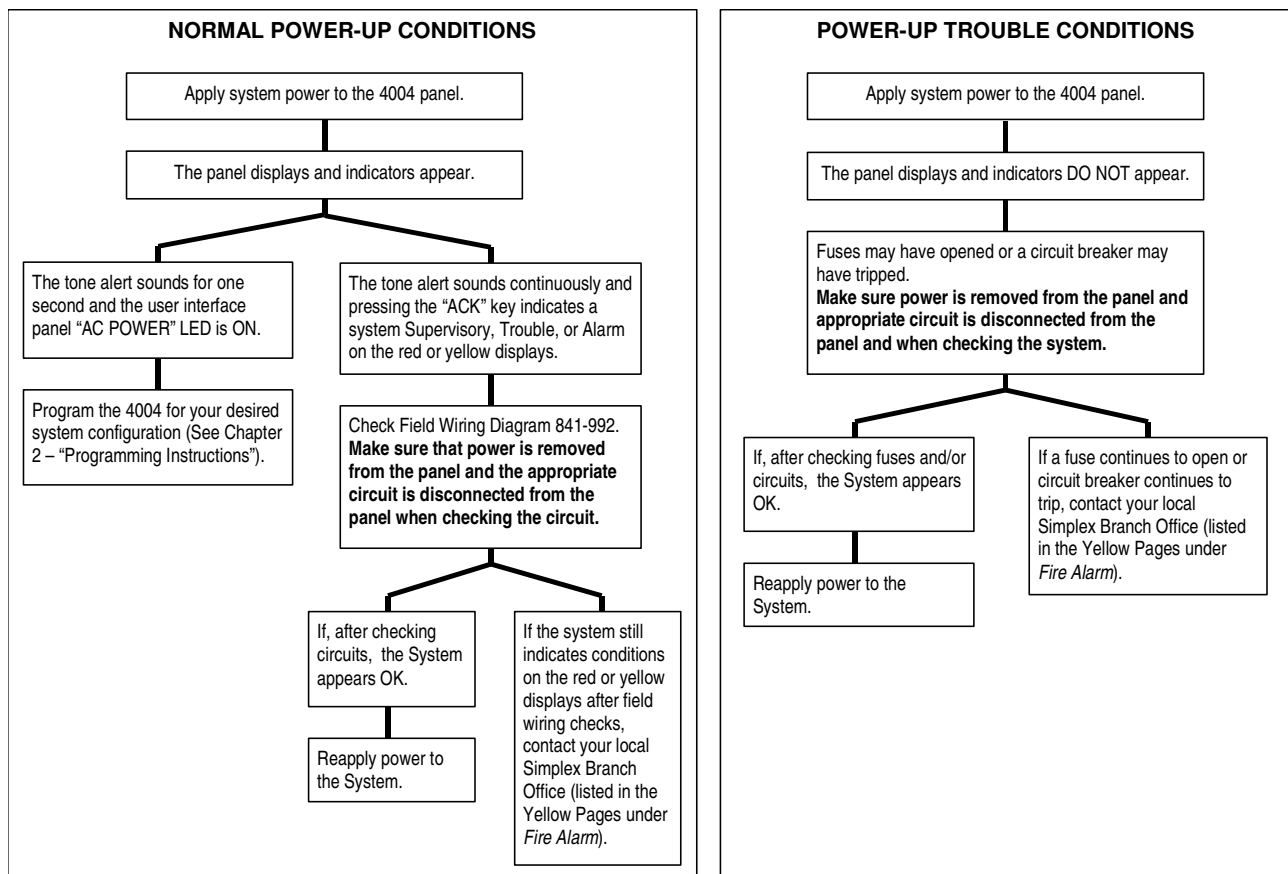 NORMAL POWER-UP CONDITIONS
Apply system power to the 4004 panel.
The panel displays and indicators appear.
The tone alert sounds for one
second and the user interface
panel “AC POWER” LED is ON.
Program the 4004 for your desired
system configuration (See Chapter
2 – “Programming Instructions”).
The tone alert sounds continuously and
pressing the “ACK” key indicates a
system Supervisory, Trouble, or Alarm
on the red or yellow displays.
Check Field Wiring Diagram 841-992.
Make sure that power is removed
from the panel and the appropriate
circuit is disconnected from the
panel when checking the circuit.
If, after checking
circuits, the System
appears OK.
Reapply power to
the System.
If the system still
indicates conditions
on the red or yellow
displays after field
wiring checks,
contact your local
Simplex Branch
Office (listed in the
Yellow Pages under
Fire Alarm).
POWER-UP TROUBLE CONDITIONS
Apply system power to the 4004 panel.
The panel displays and indicators DO NOT appear.
Fuses may have opened or a circuit breaker may
have tripped.
Make sure power is removed from the panel and
appropriate circuit is disconnected from the
panel and when checking the system.
If, after checking fuses and/or
circuits, the System appears
OK.
Reapply power to the
System.
If a fuse continues to open or
circuit breaker continues to
trip, contact your local
Simplex Branch Office (listed
in the Yellow Pages under
Fire Alarm).